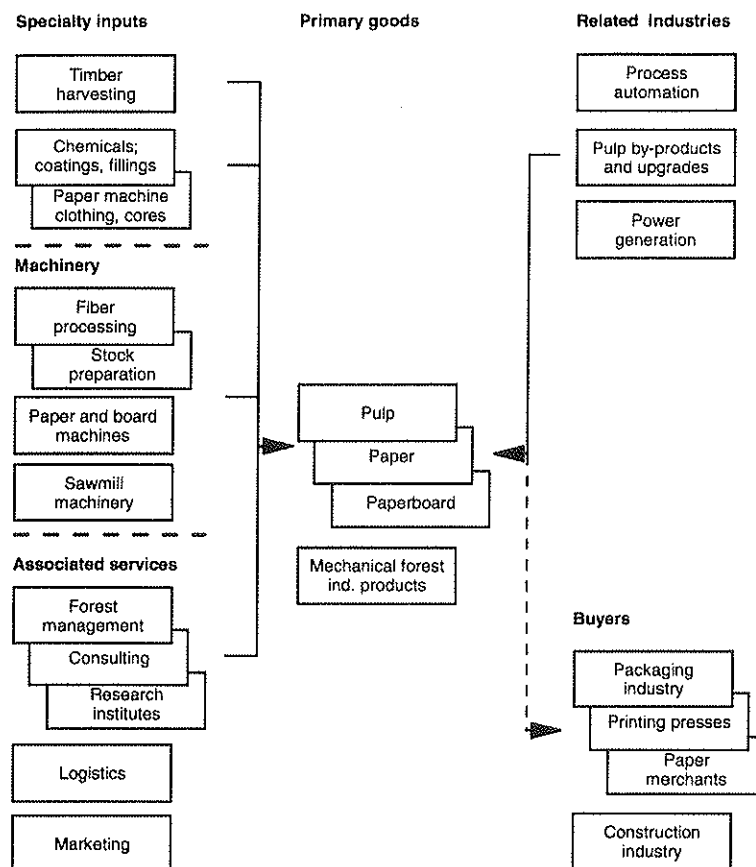 Specialty inputs
Timber
harvesting
Chemicals;
coatings, fillings
Paper machine
clothing, cores
Machinery
Fiber
processing
Stock
preparation
Paper and board
machines
Sawmill
machinery
Associated services
Forest
management
Consulting
Research
institutes
Logistics
Marketing
Primary goods
Pulp
Paper
Paperboard
Mechanical forest
ind. products
Related Industries
Process
automation
Pulp by-products
and upgrades
Power
generation
Buyers
Packaging
industry
Printing presses
Paper
merchants
Construction
industry